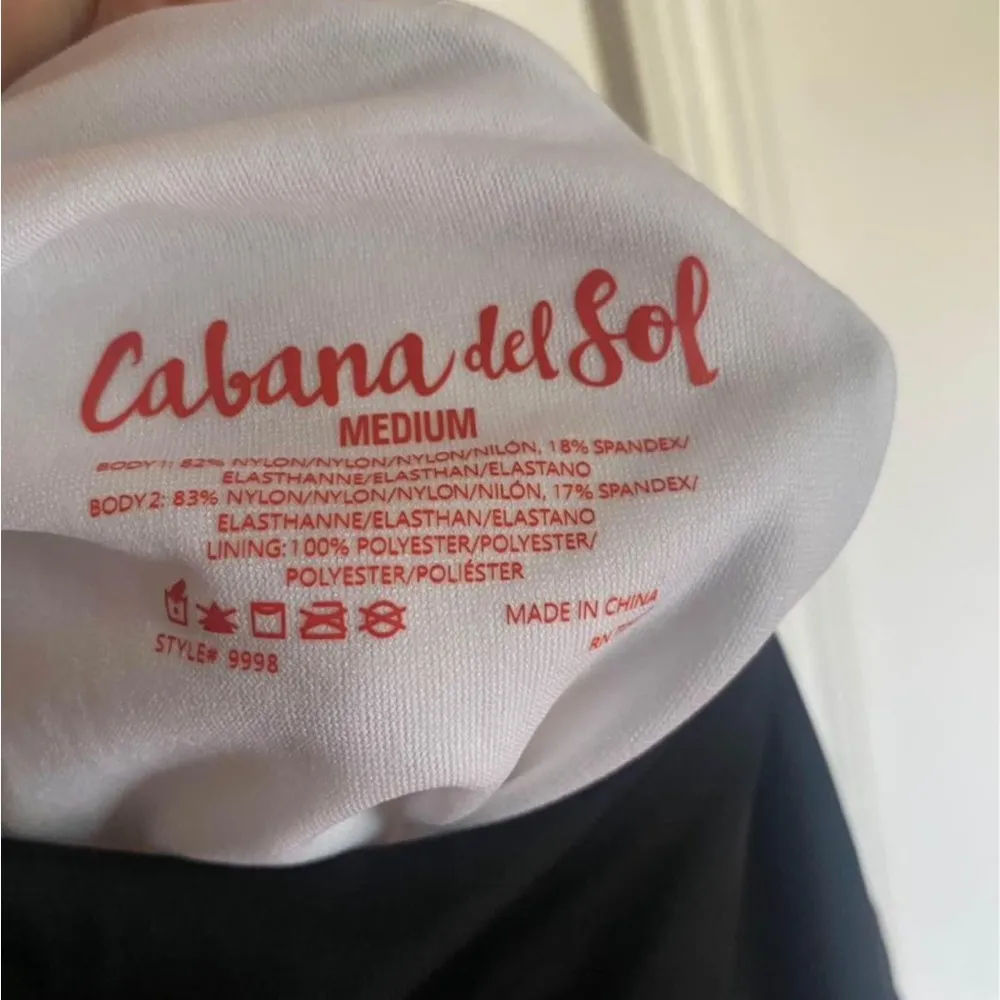 Cabana del Sol
MEDIUM
BODY 1: 82% NYLON/NYLON/NYLON/NILÓN, 18% SPANDEX/
ELASTHANNE/ELASTHAN/ELASTANO
BODY 2: 83% NYLON/NYLON/NYLON/NILÓN, 17% SPANDEX/
ELASTHANNE/ELASTHAN/ELASTANO
LINING: 100% POLYESTER/POLYESTER/
POLYESTER/POLIÉSTER
MADE IN CHINA
RN
STYLE# 9998